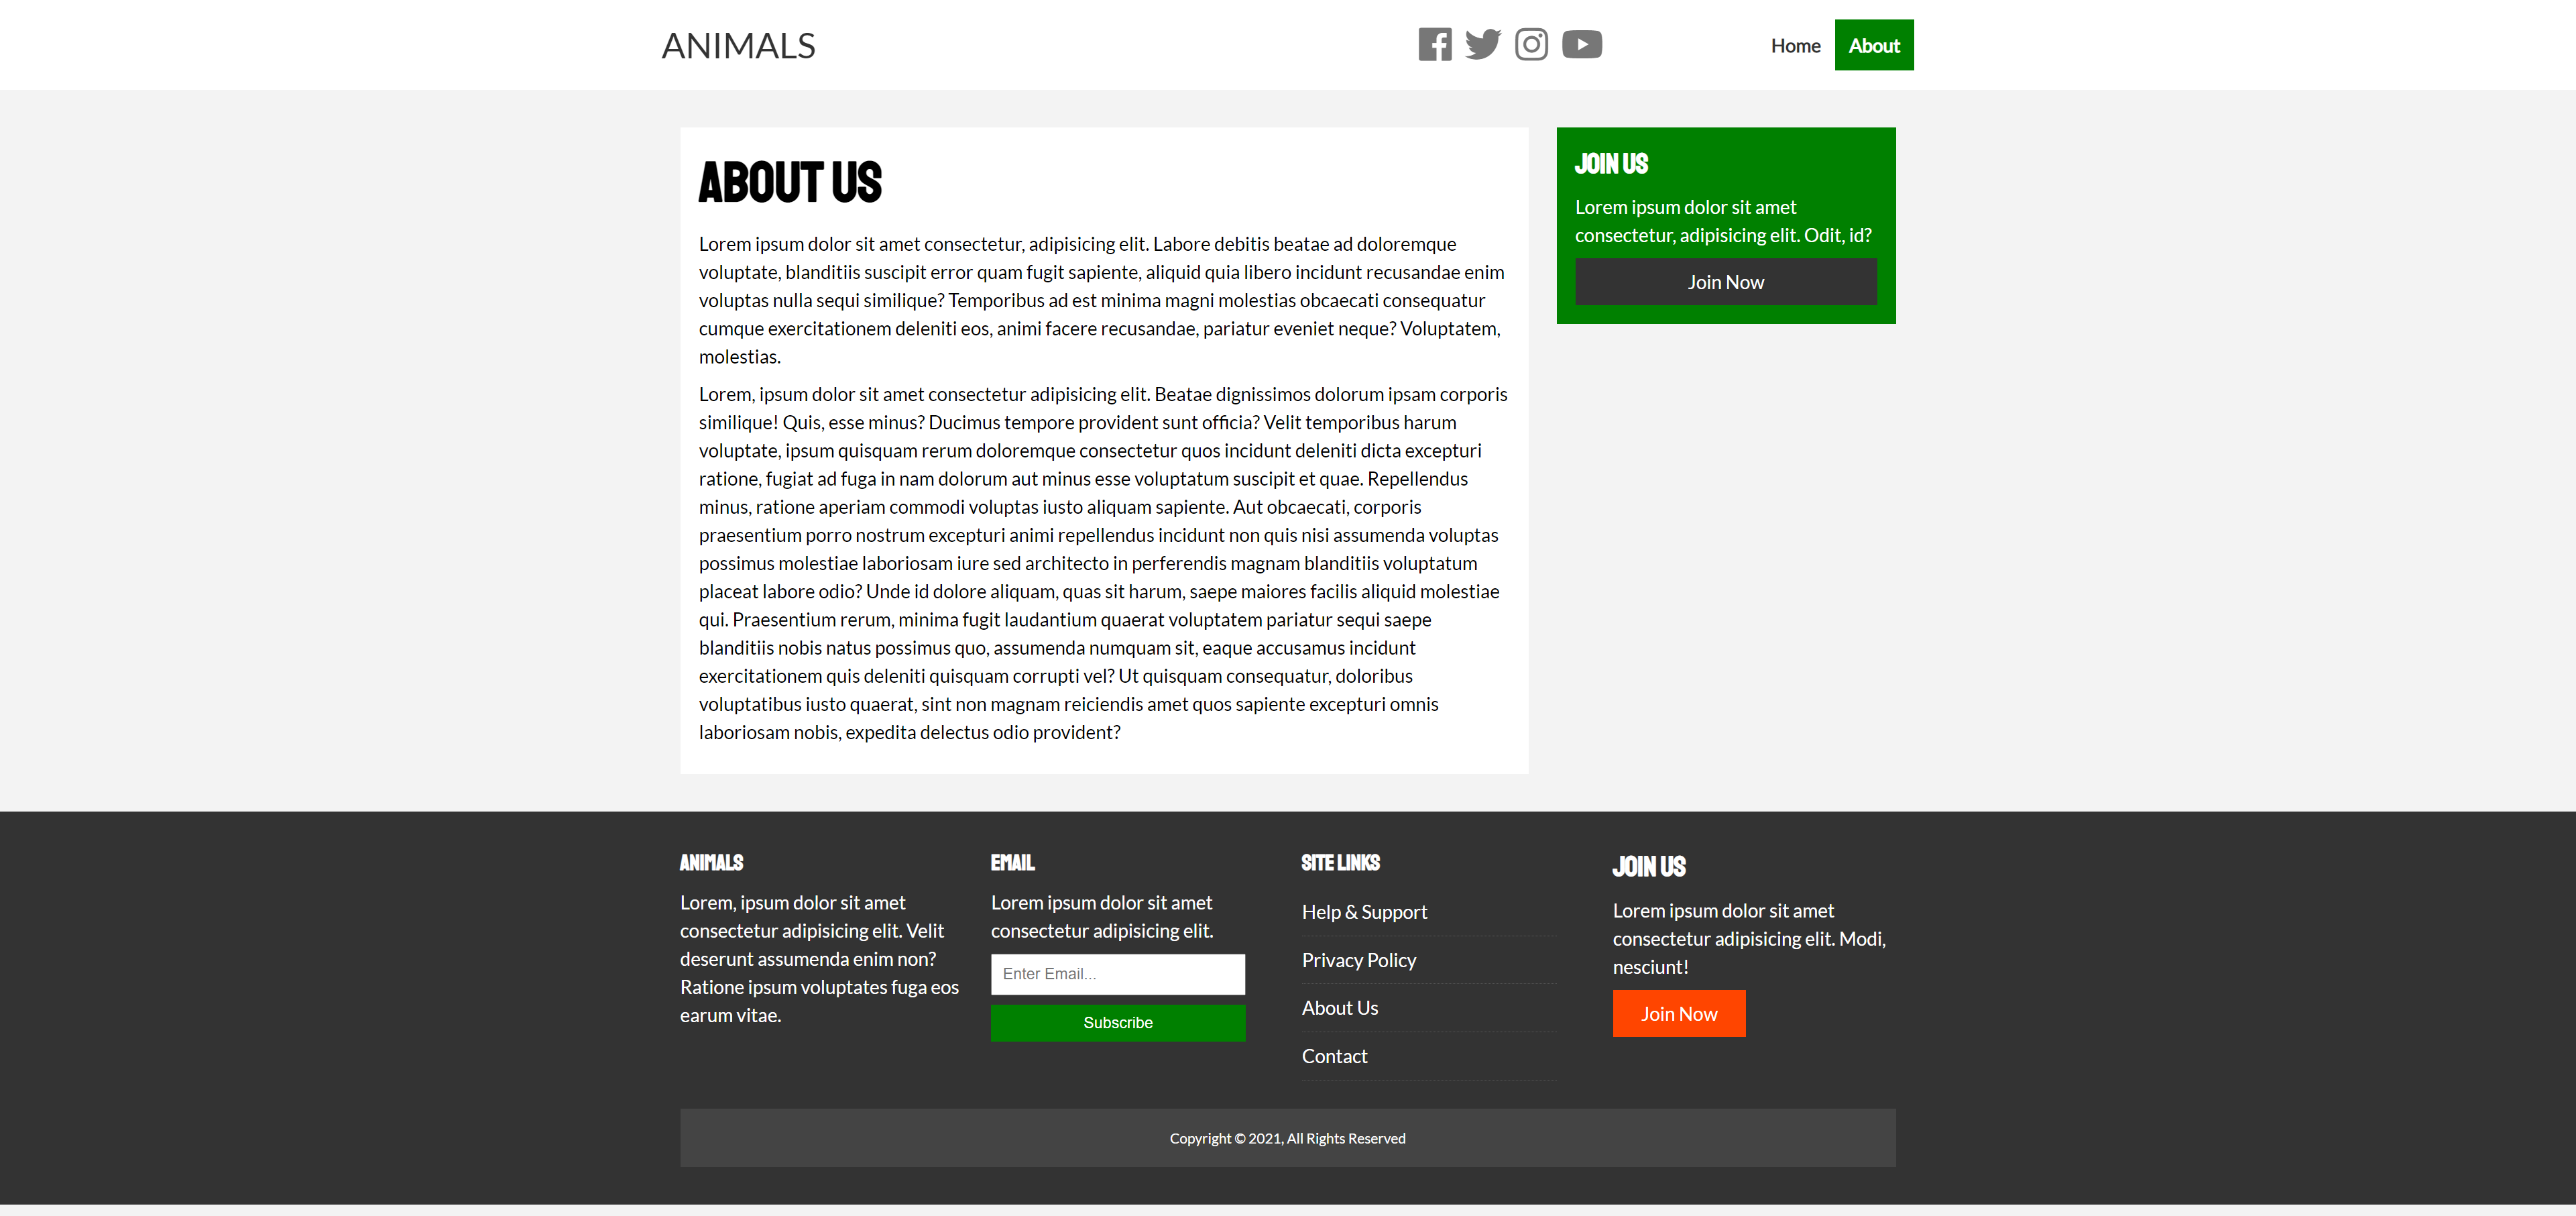 ANIMALS
Home
About
ABOUT US
Lorem ipsum dolor sit amet consectetur, adipisicing elit. Labore debitis beatae ad doloremque
voluptate, blanditiis suscipit error quam fugit sapiente, aliquid quia libero incidunt recusandae enim
voluptas nulla sequi similique? Temporibus ad est minima magni molestias obcaecati consequatur
cumque exercitationem deleniti eos, animi facere recusandae, pariatur eveniet neque? Voluptatem,
molestias.
Lorem, ipsum dolor sit amet consectetur adipisicing elit. Beatae dignissimos dolorum ipsam corporis
similique! Quis, esse minus? Ducimus tempore provident sunt officia? Velit temporibus harum
voluptate, ipsum quisquam rerum doloremque consectetur quos incidunt deleniti dicta excepturi
ratione, fugiat ad fuga in nam dolorum aut minus esse voluptatum suscipit et quae. Repellendus
minus, ratione aperiam commodi voluptas iusto aliquam sapiente. Aut obcaecati, corporis
praesentium porro nostrum excepturi animi repellendus incidunt non quis nisi assumenda voluptas
possimus molestiae laboriosam iure sed architecto in perferendis magnam blanditiis voluptatum
placeat labore odio? Unde id dolore aliquam, quas sit harum, saepe maiores facilis aliquid molestiae
qui. Praesentium rerum, minima fugit laudantium quaerat voluptatem pariatur sequi saepe
blanditiis nobis natus possimus quo, assumenda numquam sit, eaque accusamus incidunt
exercitationem quis deleniti quisquam corrupti vel? Ut quisquam consequatur, doloribus
voluptatibus iusto quaerat, sint non magnam reiciendis amet quos sapiente excepturi omnis
laboriosam nobis, expedita delectus odio provident?
JOIN US
Lorem ipsum dolor sit amet
consectetur, adipisicing elit. Odit, id?
Join Now
ANIMALS
Lorem, ipsum dolor sit amet
consectetur adipisicing elit. Velit
deserunt assumenda enim non?
Ratione ipsum voluptates fuga eos
earum vitae.
EMAIL
Lorem ipsum dolor sit amet
consectetur adipisicing elit.
Enter Email...
Subscribe
SITE LINKS
Help & Support
Privacy Policy
About Us
Contact
JOIN US
Lorem ipsum dolor sit amet
consectetur adipisicing elit. Modi,
nesciunt!
Join Now
Copyright © 2021, All Rights Reserved